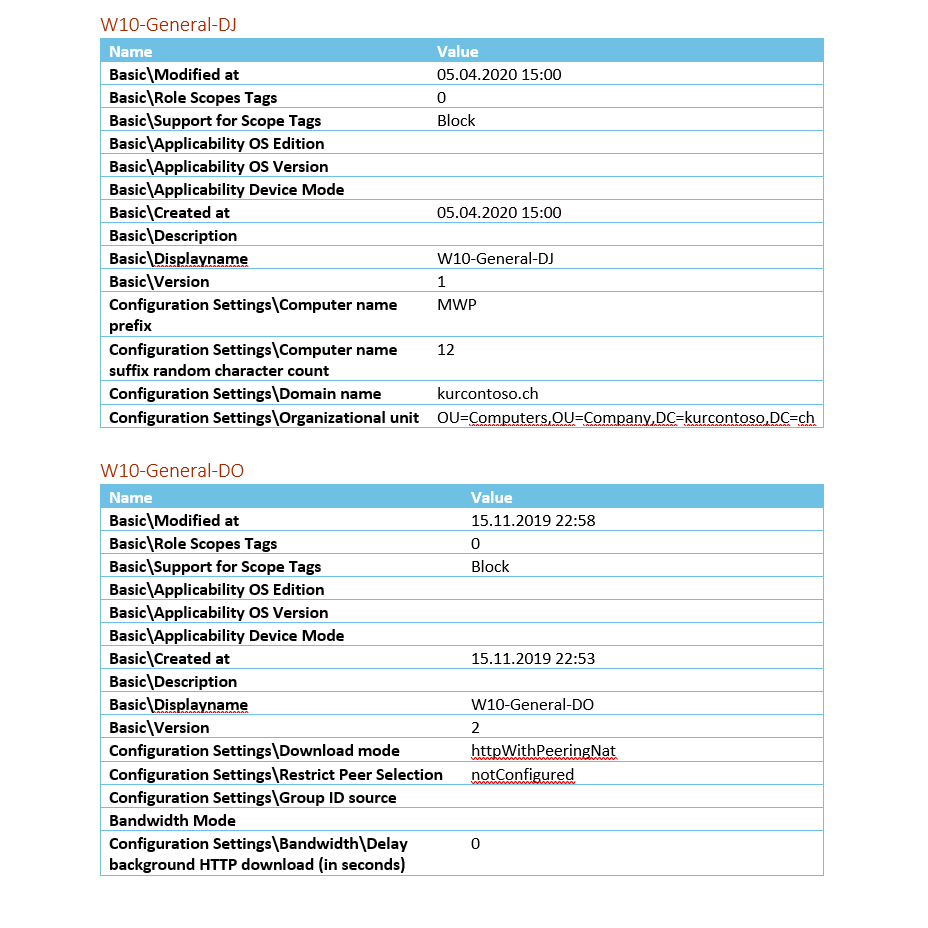 W10-General-DJ
Name Value
Basic\Modified at 05.04.2020 15:00
Basic\Role Scopes Tags 0
Basic\Support for Scope Tags Block
Basic\Applicability OS Edition
Basic\Applicability OS Version
Basic\Applicability Device Mode
Basic\Created at 05.04.2020 15:00
Basic\Description
Basic\Displayname W10-General-DJ
Basic\Version 1
Configuration Settings\Computer name MWP
prefix
Configuration Settings\Computer name 12
suffix random character count
Configuration Settings\Domain name kurcontoso.ch
Configuration Settings\Organizational unit OU=Computers,OU=Company,DC=kurcontoso,DC=ch
W10-General-DO
Name Value
Basic\Modified at 15.11.2019 22:58
Basic\Role Scopes Tags 0
Basic\Support for Scope Tags Block
Basic\Applicability OS Edition
Basic\Applicability OS Version
Basic\Applicability Device Mode
Basic\Created at 15.11.2019 22:53
Basic\Description
Basic\Displayname W10-General-DO
Basic\Version 2
Configuration Settings\Download mode httpWithPeeringNat
Configuration Settings\Restrict Peer Selection notConfigured
Configuration Settings\Group ID source
Bandwidth Mode
Configuration Settings\Bandwidth\Delay 0
background HTTP download (in seconds)